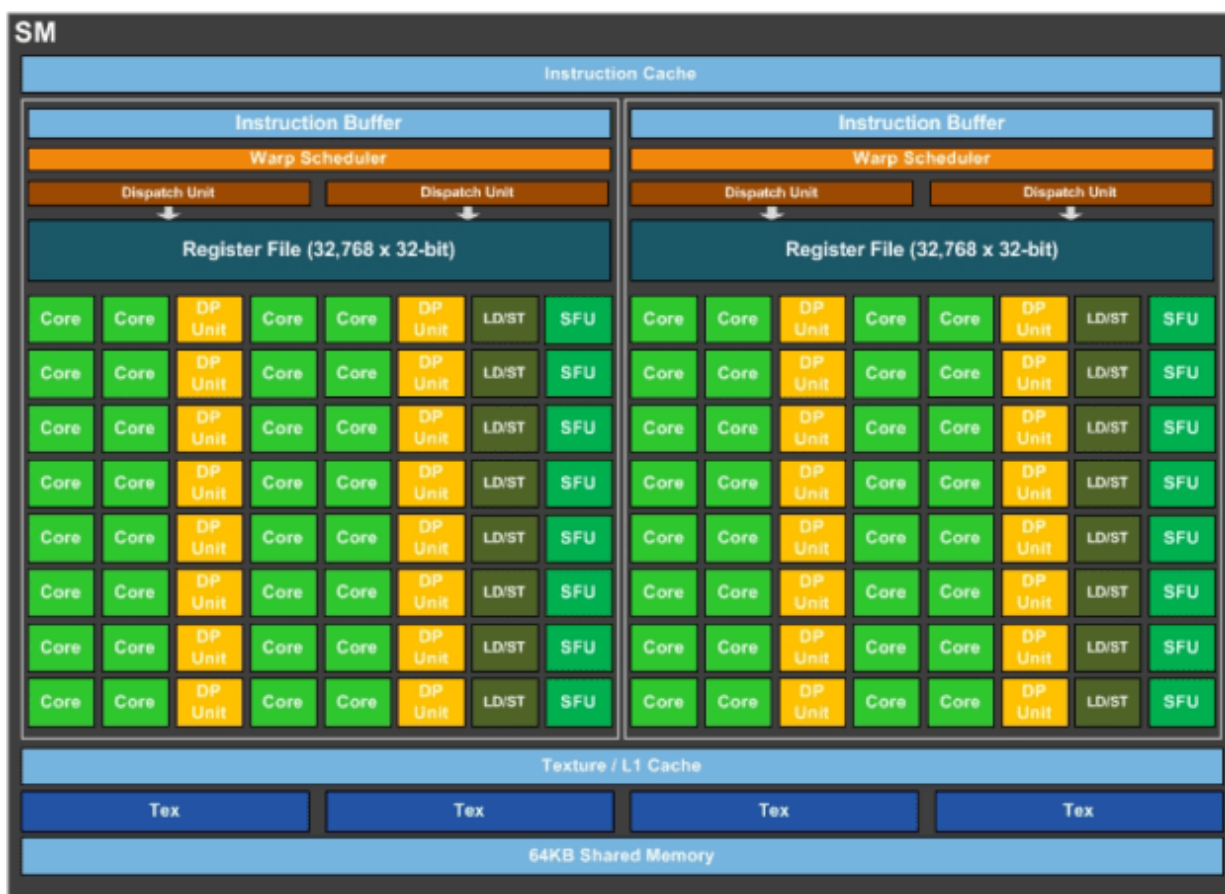 SM
Instruction Cache
Instruction Buffer Instruction Buffer
Warp Scheduler Warp Scheduler
Dispatch Unit Dispatch Unit Dispatch Unit Dispatch Unit
Register File (32,768 x 32-bit) Register File (32,768 x 32-bit)
Core Core DP Unit Core Core DP Unit LD/ST SFU Core Core DP Unit Core Core DP Unit LD/ST SFU
Core Core DP Unit Core Core DP Unit LD/ST SFU Core Core DP Unit Core Core DP Unit LD/ST SFU
Core Core DP Unit Core Core DP Unit LD/ST SFU Core Core DP Unit Core Core DP Unit LD/ST SFU
Core Core DP Unit Core Core DP Unit LD/ST SFU Core Core DP Unit Core Core DP Unit LD/ST SFU
Core Core DP Unit Core Core DP Unit LD/ST SFU Core Core DP Unit Core Core DP Unit LD/ST SFU
Core Core DP Unit Core Core DP Unit LD/ST SFU Core Core DP Unit Core Core DP Unit LD/ST SFU
Core Core DP Unit Core Core DP Unit LD/ST SFU Core Core DP Unit Core Core DP Unit LD/ST SFU
Core Core DP Unit Core Core DP Unit LD/ST SFU Core Core DP Unit Core Core DP Unit LD/ST SFU
Texture / L1 Cache
Tex Tex Tex Tex
64KB Shared Memory